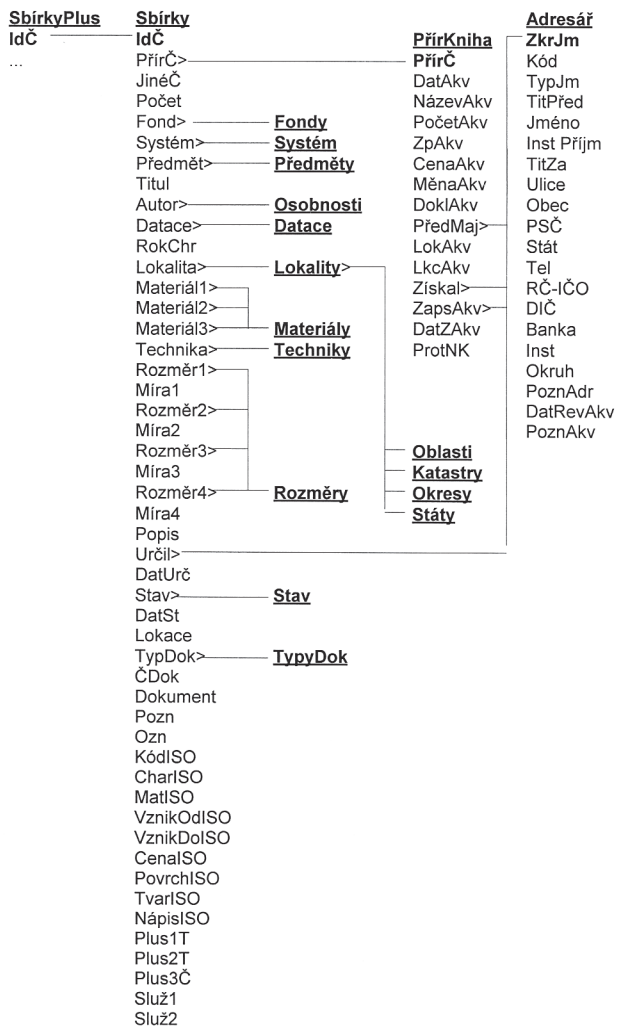 SbírkyPlus
IdČ
...
Sbírky
IdČ
PřírČ>
JinéČ
Počet
Fond>
Systém>
Předmět>
Titul
Autor>
Datace>
RokChr
Lokalita>
Materiál1>
Materiál2>
Materiál3>
Technika>
Rozměr1>
Míra1
Rozměr2>
Míra2
Rozměr3>
Míra3
Rozměr4>
Míra4
Popis
Určil>
DatUrč
Stav>
DatSt
Lokace
TypDok>
ČDok
Dokument
Pozn
Ozn
KódISO
CharISO
MatISO
VznikOdISO
VznikDoISO
CenaISO
PovrchISO
TvarISO
NápisISO
Plus1T
Plus2T
Plus3Č
Služ1
Služ2
Fondy
Systém
Předměty
Osobnosti
Datace
Lokality>
Materiály
Techniky
Rozměry
Stav
TypyDok
PřírKniha
PřírČ
DatAkv
NázevAkv
PočetAkv
ZpAkv
CenaAkv
MěnaAkv
DoklAkv
PředMaj>
LokAkv
LkcAkv
Získal>
ZapsAkv>
DatZAkv
ProtNK
Oblasti
Katastry
Okresy
Státy
Adresář
ZkrJm
Kód
TypJm
TitPřed
Jméno
Inst Příjm
TitZa
Ulice
Obec
PSČ
Stát
Tel
RČ-IČO
DIČ
Banka
Inst
Okruh
PoznAdr
DatRevAkv
PoznAkv